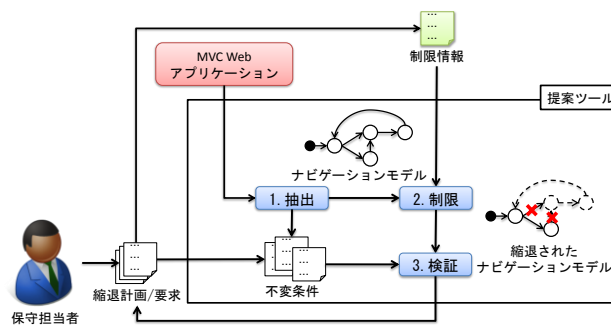 制限情報
MVC Web
アプリケーション
提案ツール
ナビゲーションモデル
1. 抽出
2. 制限
縮退された
ナビゲーションモデル
3. 検証
不変条件
縮退計画/要求
保守担当者